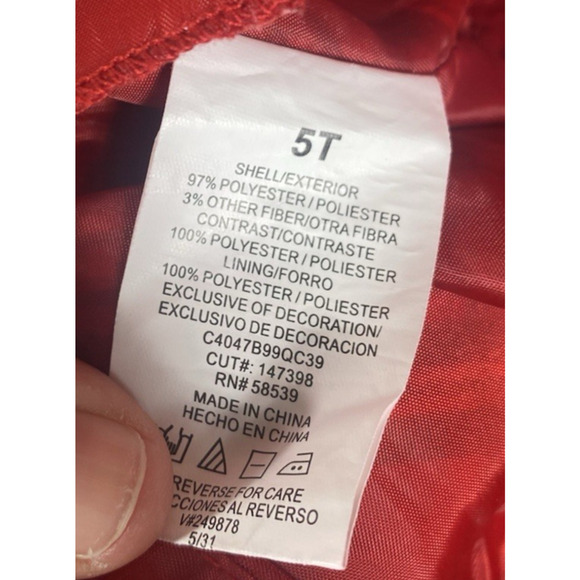 5T
SHELL/EXTERIOR
97% POLYESTER / POLIESTER
3% OTHER FIBER/OTRA FIBRA
CONTRAST/CONTRASTE
100% POLYESTER / POLIESTER
LINING/FORRO
100% POLYESTER / POLIESTER
EXCLUSIVE OF DECORATION/
EXCLUSIVO DE DECORACION
C4047B99QC39
CUT#: 147398
RN# 58539
MADE IN CHINA
HECHO EN CHINA
REVERSE FOR CARE
CCIONES AL REVERSO
V#249878
5/31